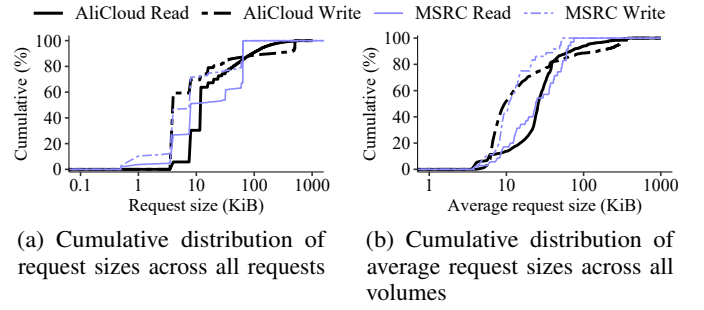 AliCloud Read AliCloud Write MSRC Read MSRC Write
Cumulative (%)
100
80
60
40
20
0
0.1 1 10 100 1000
Request size (KiB)
Cumulative (%)
100
80
60
40
20
0
1 10 100 1000
Average request size (KiB)
(a) Cumulative distribution of
request sizes across all requests
(b) Cumulative distribution of
average request sizes across all
volumes